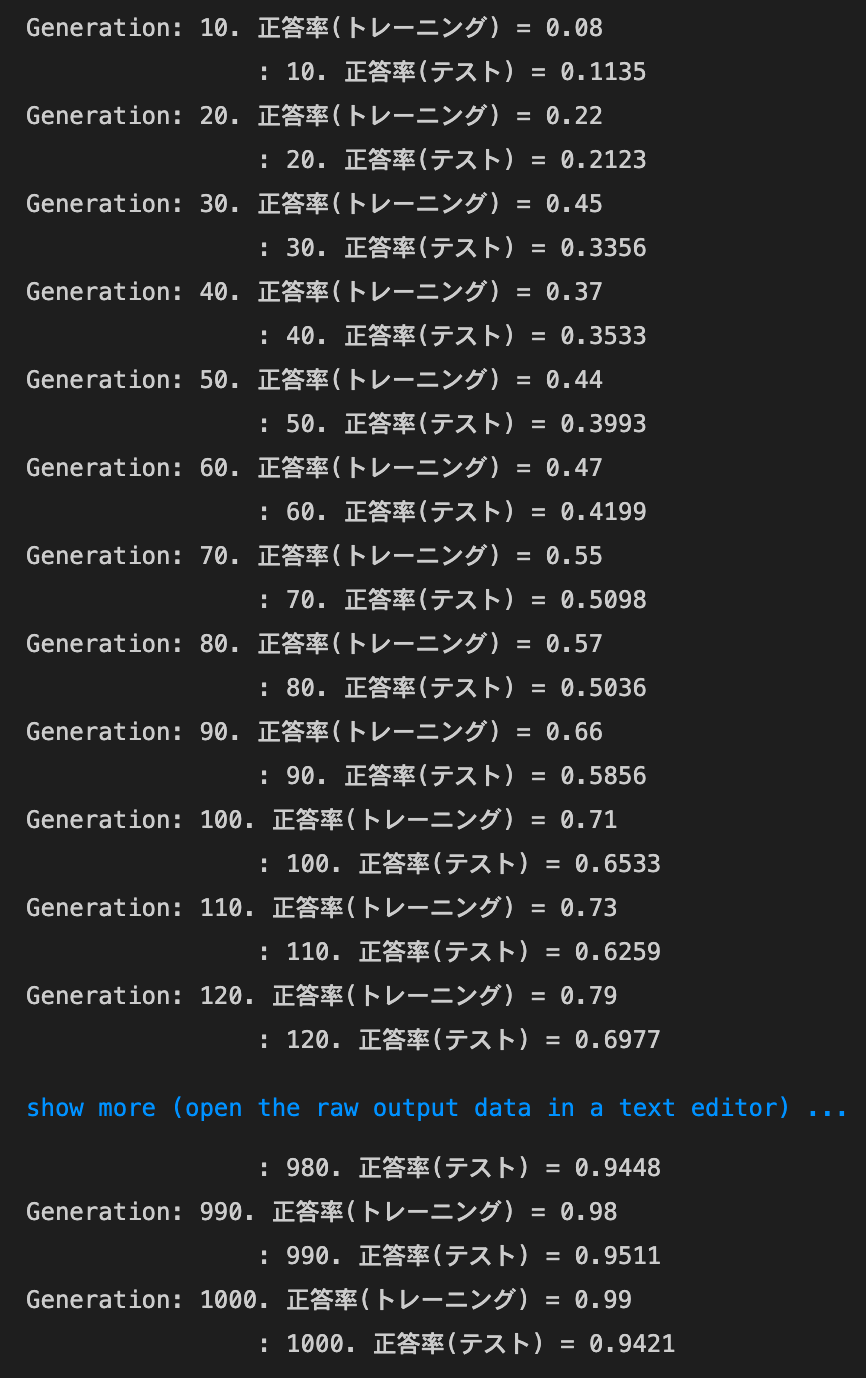 Generation: 10. 正答率(トレーニング) = 0.08
: 10. 正答率(テスト) = 0.1135
Generation: 20. 正答率(トレーニング) = 0.22
: 20. 正答率(テスト) = 0.2123
Generation: 30. 正答率(トレーニング) = 0.45
: 30. 正答率(テスト) = 0.3356
Generation: 40. 正答率(トレーニング) = 0.37
: 40. 正答率(テスト) = 0.3533
Generation: 50. 正答率(トレーニング) = 0.44
: 50. 正答率(テスト) = 0.3993
Generation: 60. 正答率(トレーニング) = 0.47
: 60. 正答率(テスト) = 0.4199
Generation: 70. 正答率(トレーニング) = 0.55
: 70. 正答率(テスト) = 0.5098
Generation: 80. 正答率(トレーニング) = 0.57
: 80. 正答率(テスト) = 0.5036
Generation: 90. 正答率(トレーニング) = 0.66
: 90. 正答率(テスト) = 0.5856
Generation: 100. 正答率(トレーニング) = 0.71
: 100. 正答率(テスト) = 0.6533
Generation: 110. 正答率(トレーニング) = 0.73
: 110. 正答率(テスト) = 0.6259
Generation: 120. 正答率(トレーニング) = 0.79
: 120. 正答率(テスト) = 0.6977
show more (open the raw output data in a text editor) ...
: 980. 正答率(テスト) = 0.9448
Generation: 990. 正答率(トレーニング) = 0.98
: 990. 正答率(テスト) = 0.9511
Generation: 1000. 正答率(トレーニング) = 0.99
: 1000. 正答率(テスト) = 0.9421